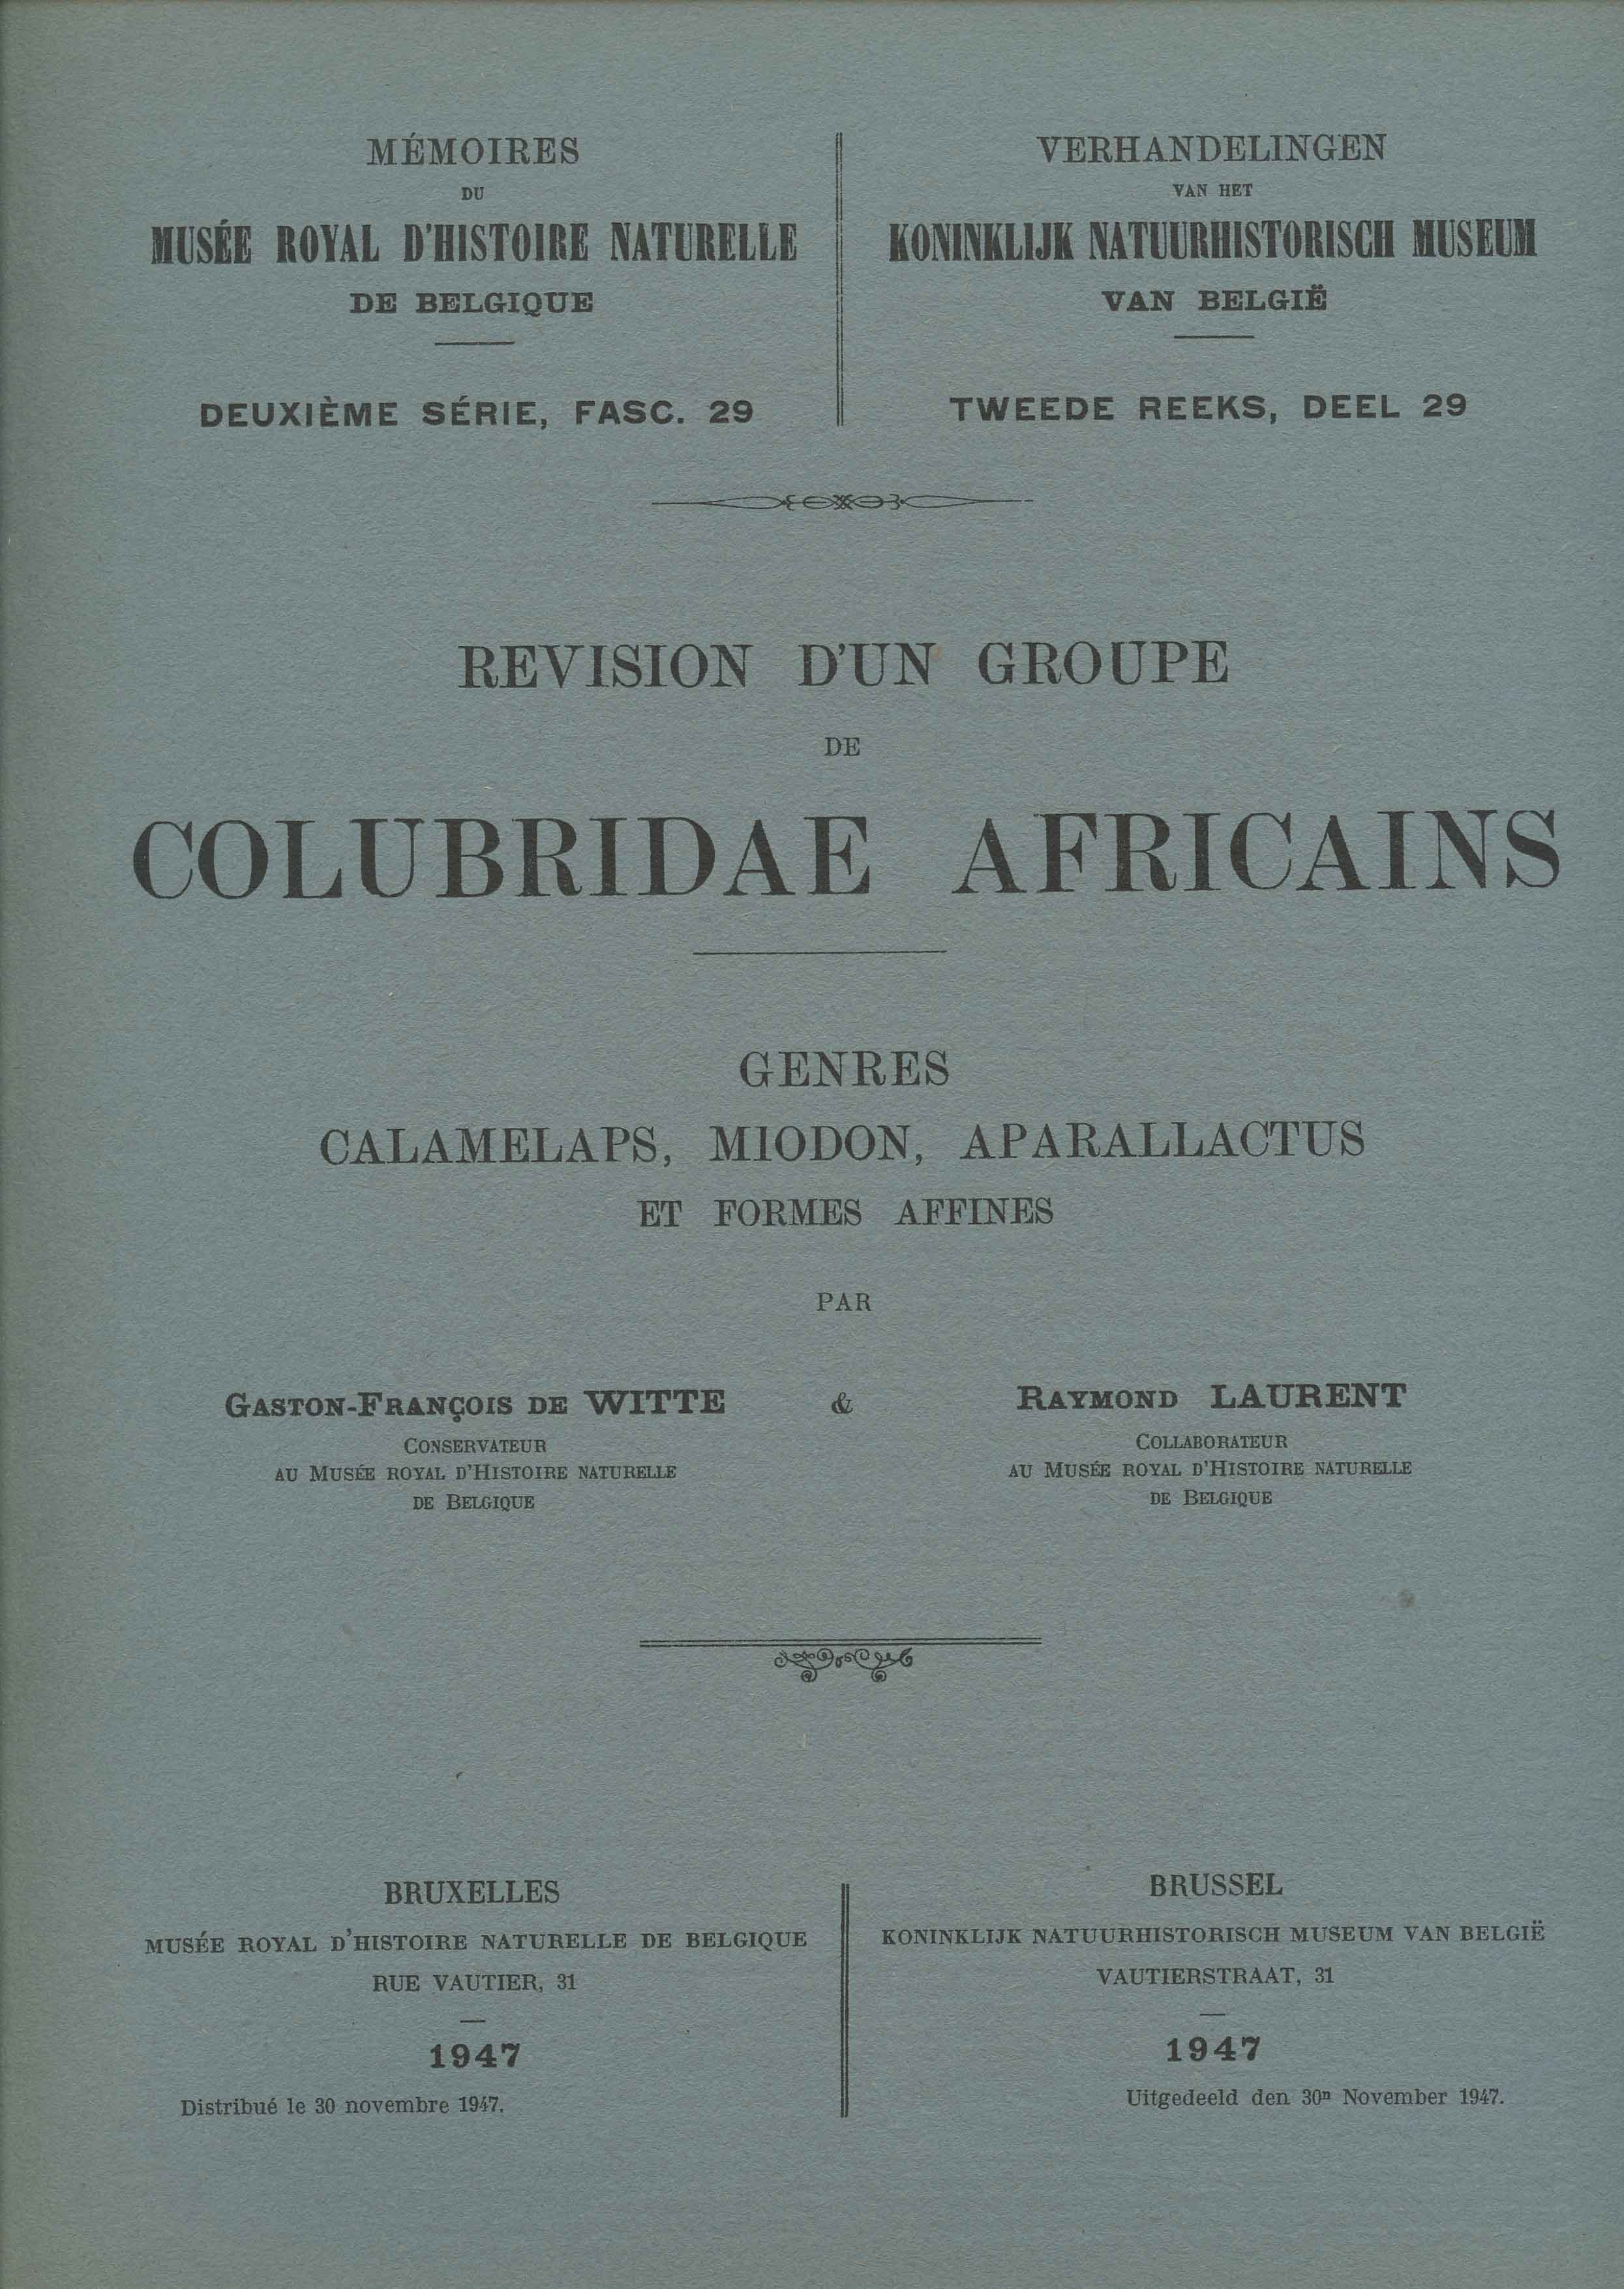 MÉMOIRES
DU
MUSÉE ROYAL D'HISTOIRE NATURELLE
DE BELGIQUE
DEUXIÈME SÉRIE, FASC. 29
VERHANDELINGEN
VAN HET
KONINKLIJK NATUURHISTORISCH MUSEUM
VAN BELGIË
TWEEDE REEKS, DEEL 29
REVISION D'UN GROUPE
DE
COLUBRIDAE AFRICAINS
GENRES
CALAMELAPS, MIODON, APARALLACTUS
ET FORMES AFFINES
PAR
GASTON-FRANÇOIS DE WITTE
CONSERVATEUR
AU MUSÉE ROYAL D'HISTOIRE NATURELLE
DE BELGIQUE
&
RAYMOND LAURENT
COLLABORATEUR
AU MUSÉE ROYAL D'HISTOIRE NATURELLE
DE BELGIQUE
BRUXELLES
MUSÉE ROYAL D'HISTOIRE NATURELLE DE BELGIQUE
RUE VAUTIER, 31
1947
Distribué le 30 novembre 1947.
BRUSSEL
KONINKLIJK NATUURHISTORISCH MUSEUM VAN BELGIË
VAUTIERSTRAAT, 31
1947
Uitgedeeld den 30ⁿ November 1947.